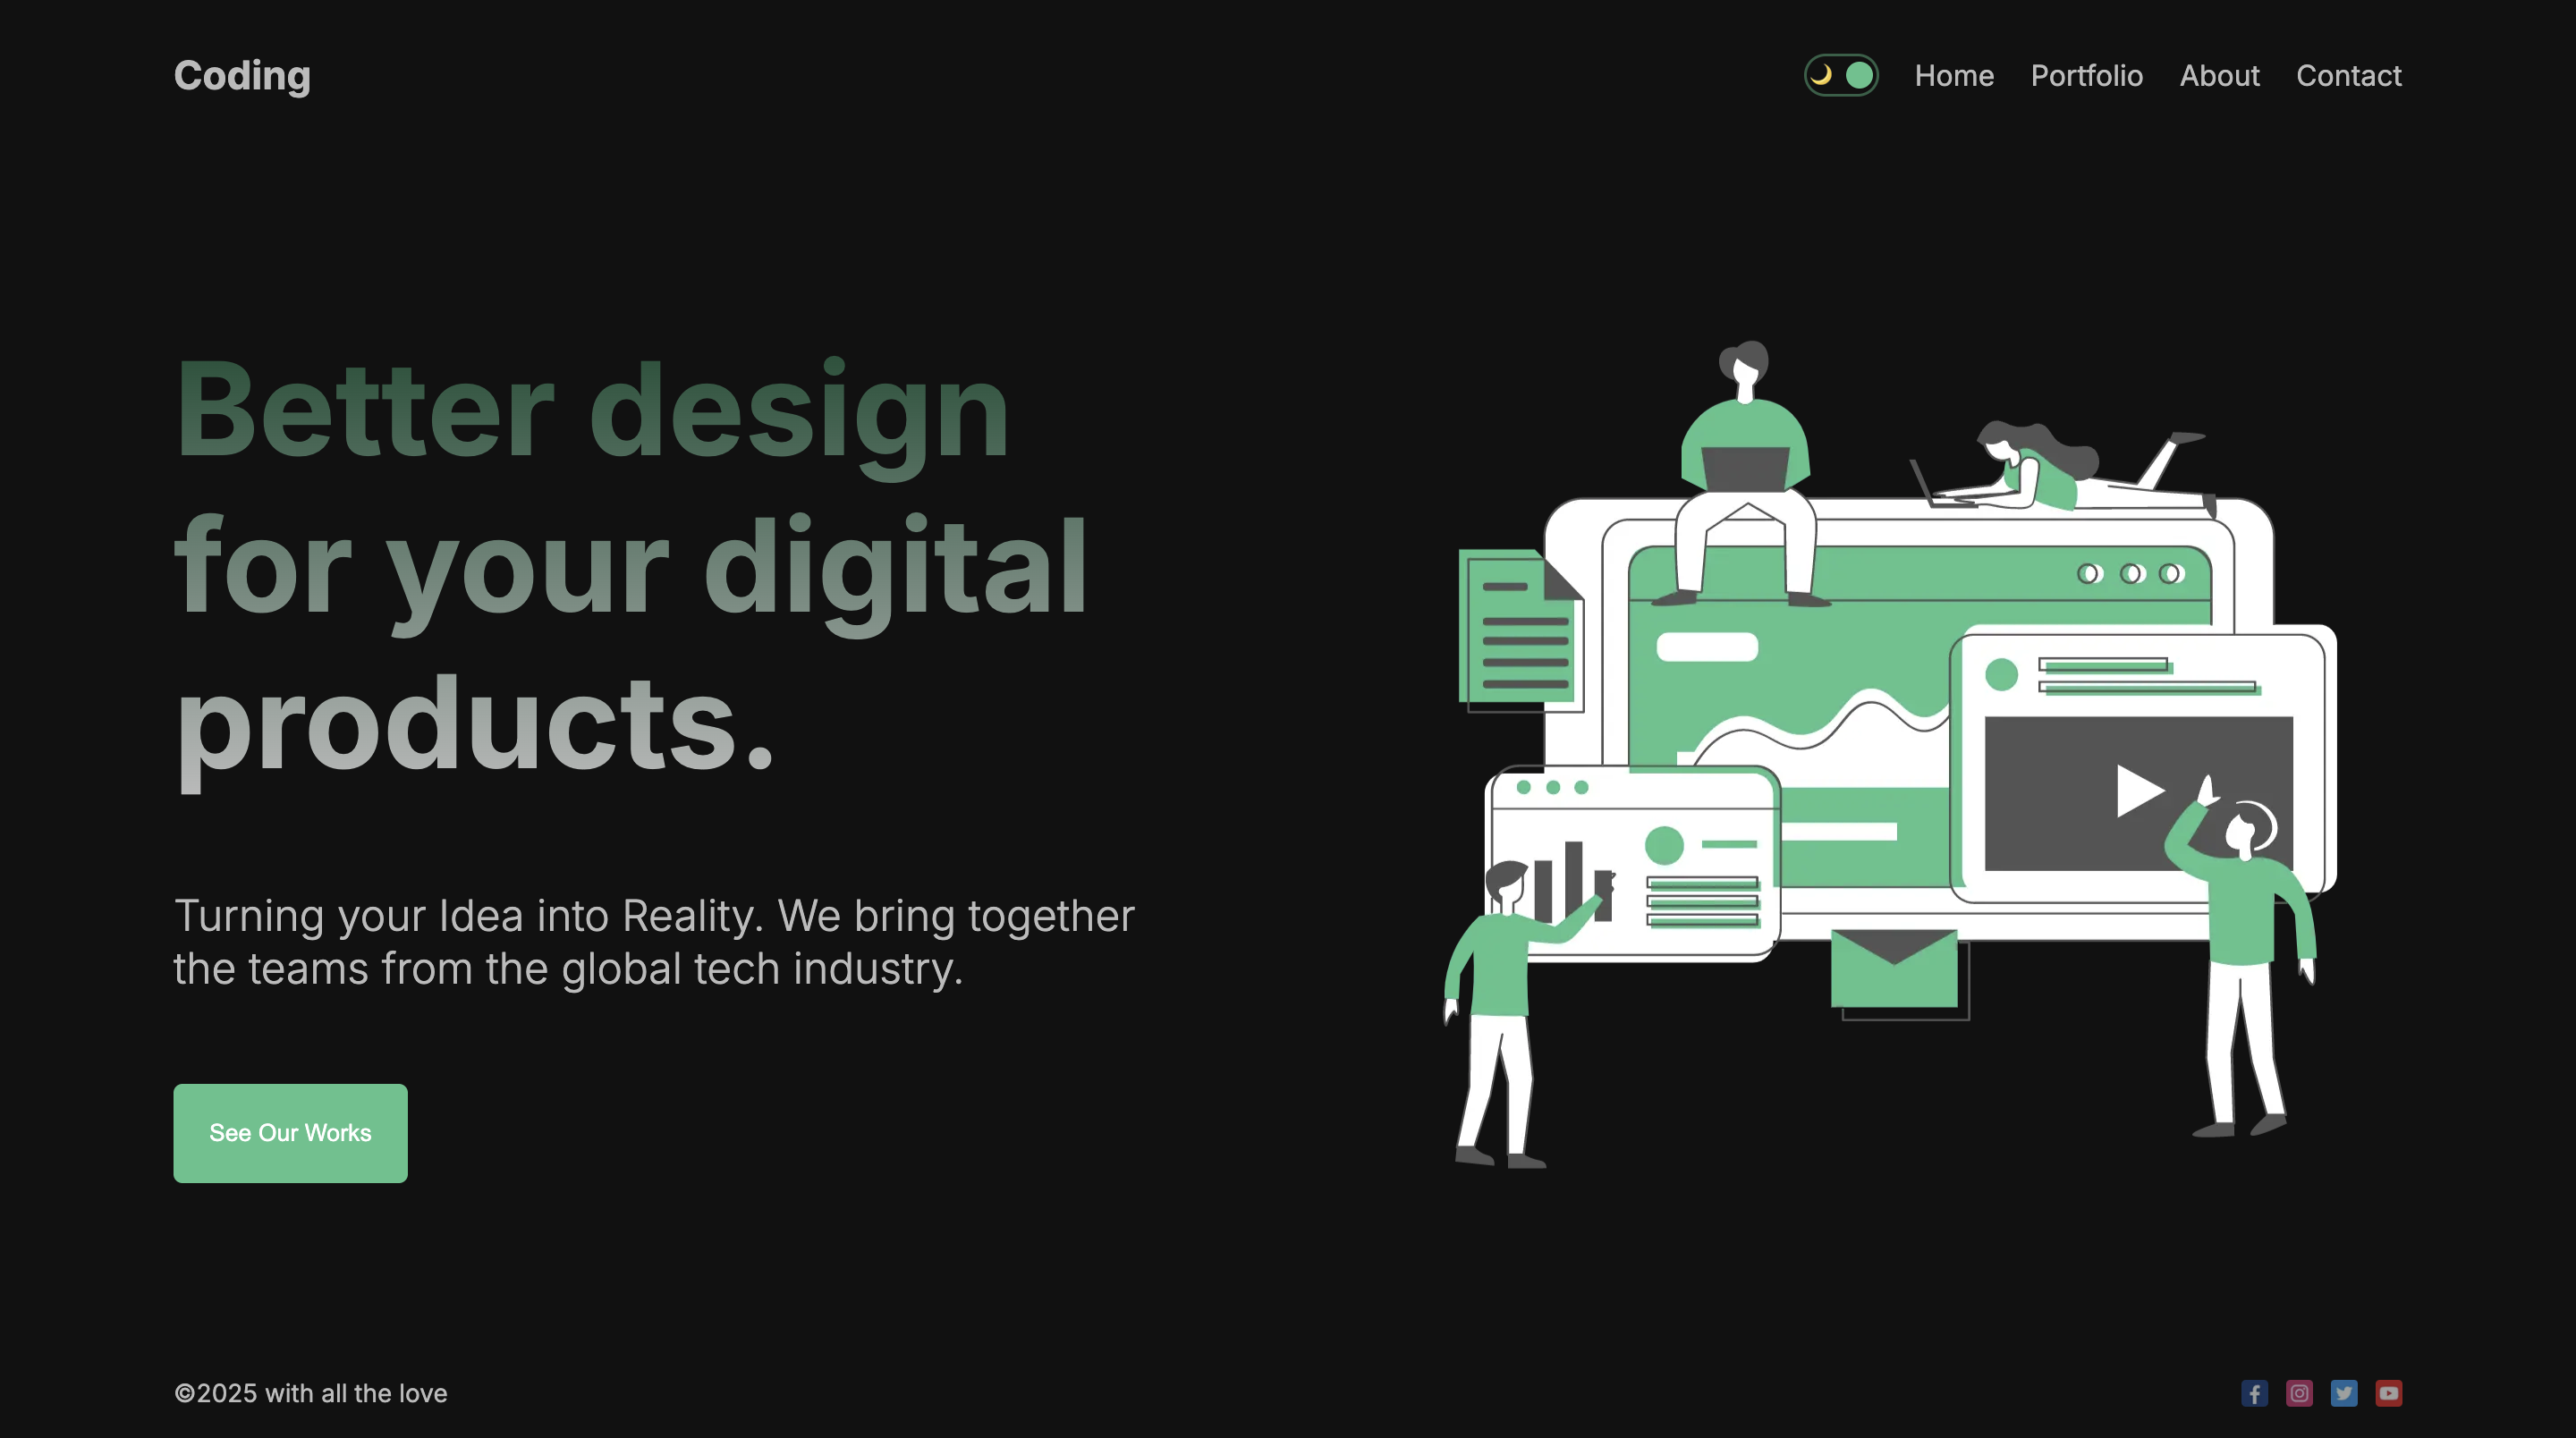 Coding
Home Portfolio About Contact
Better design
for your digital
products.
Turning your Idea into Reality. We bring together
the teams from the global tech industry.
See Our Works
©2025 with all the love